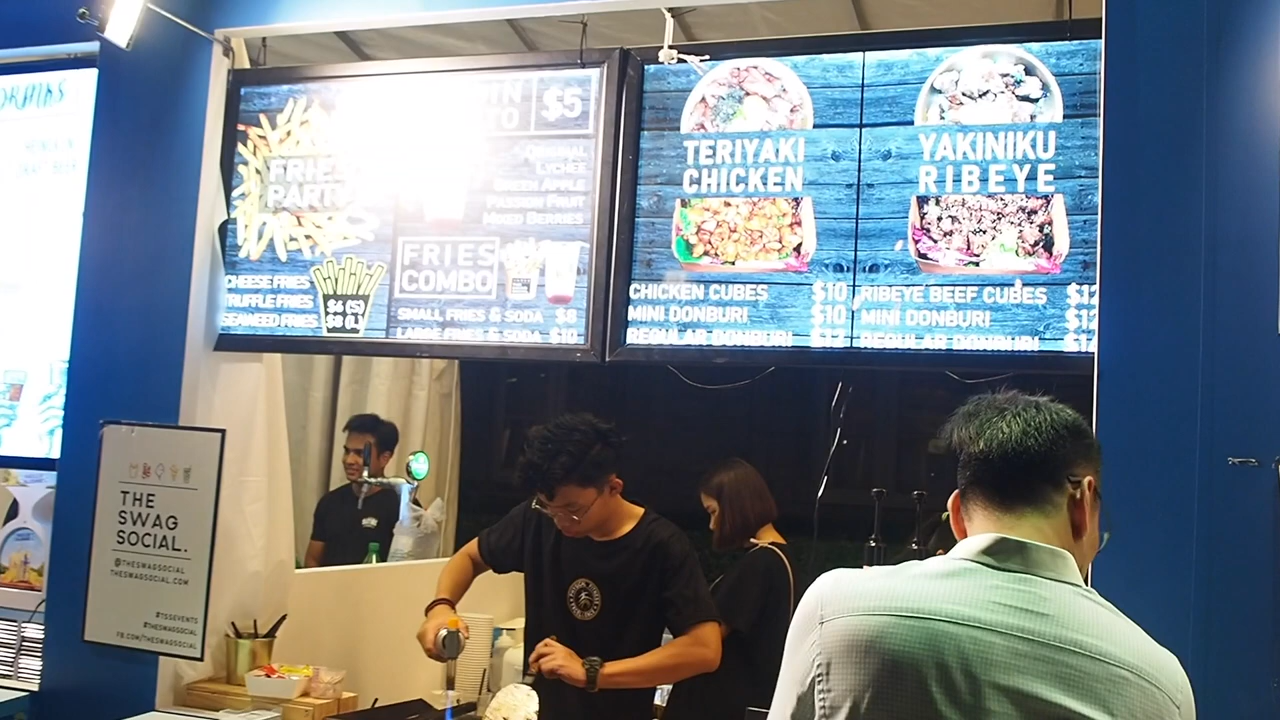 DRINKS
FRIES
PARTY
CHEESE FRIES
TRUFFLE FRIES
SEAWEED FRIES
$6 (S)
$8 (L)
$5
ORIGINAL
LYCHEE
GREEN APPLE
PASSION FRUIT
MIXED BERRIES
FRIES
COMBO
SMALL FRIES & SODA $8
LARGE FRIES & SODA $10
TERIYAKI
CHICKEN
CHICKEN CUBES $10
MINI DONBURI $10
REGULAR DONBURI $13
YAKINIKU
RIBEYE
RIBEYE BEEF CUBES
MINI DONBURI
REGULAR DONBURI
THE
SWAG
SOCIAL.
@THESWAGSOCIAL
THESWAGSOCIAL.COM
#TSSEVENTS
#THESWAGSOCIAL
FB.COM/THESWAGSOCIAL